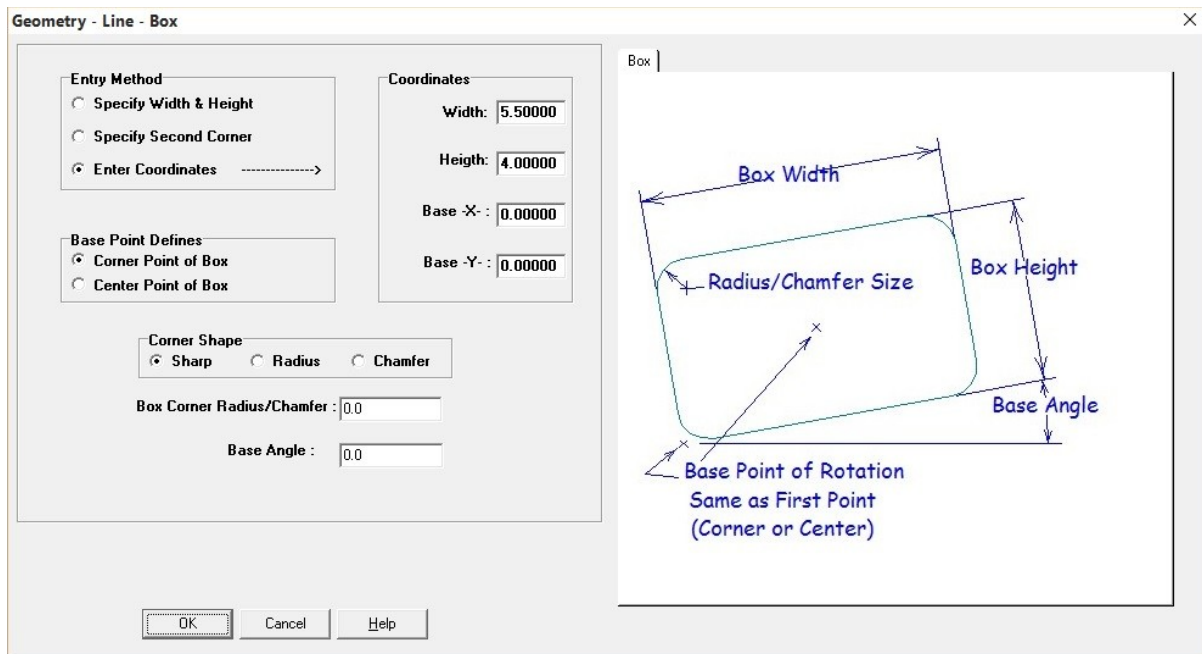 Geometry - Line - Box
Entry Method
Specify Width & Height
Specify Second Corner
Enter Coordinates -------------->
Base Point Defines
Corner Point of Box
Center Point of Box
Coordinates
Width: 5.50000
Heigth: 4.00000
Base -X- : 0.00000
Base -Y- : 0.00000
Corner Shape
Sharp Radius Chamfer
Box Corner Radius/Chamfer : 0.0
Base Angle : 0.0
OK Cancel Help
Box
Box Width
Box Height
Radius/Chamfer Size
Base Angle
Base Point of Rotation
Same as First Point
(Corner or Center)